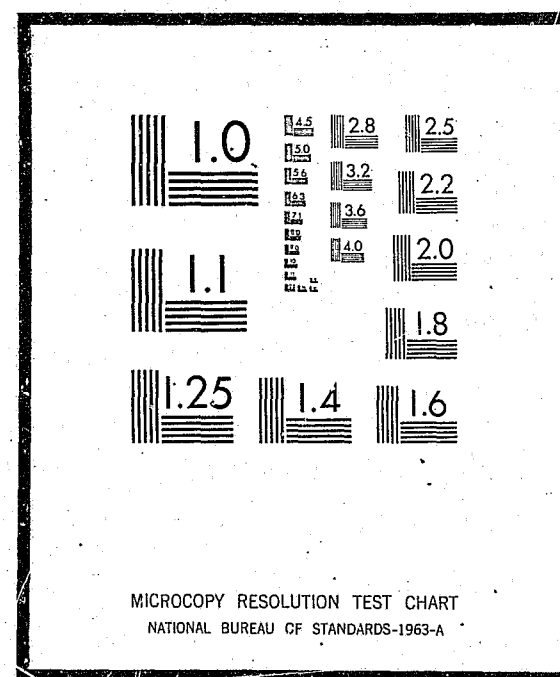 1.0 4.5 2.8 2.5
5.0
5.6 3.2 2.2
6.3
7.1 3.6
4.0 2.0
1.1
1.8
1.25 1.4 1.6
MICROCOPY RESOLUTION TEST CHART
NATIONAL BUREAU OF STANDARDS-1963-A